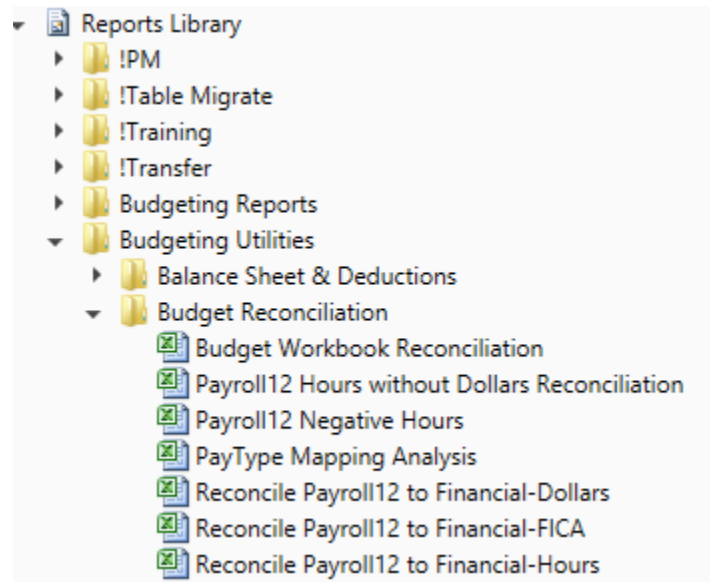 Reports Library
!PM
!Table Migrate
!Training
!Transfer
Budgeting Reports
Budgeting Utilities
Balance Sheet & Deductions
Budget Reconciliation
Budget Workbook Reconciliation
Payroll12 Hours without Dollars Reconciliation
Payroll12 Negative Hours
PayType Mapping Analysis
Reconcile Payroll12 to Financial-Dollars
Reconcile Payroll12 to Financial-FICA
Reconcile Payroll12 to Financial-Hours